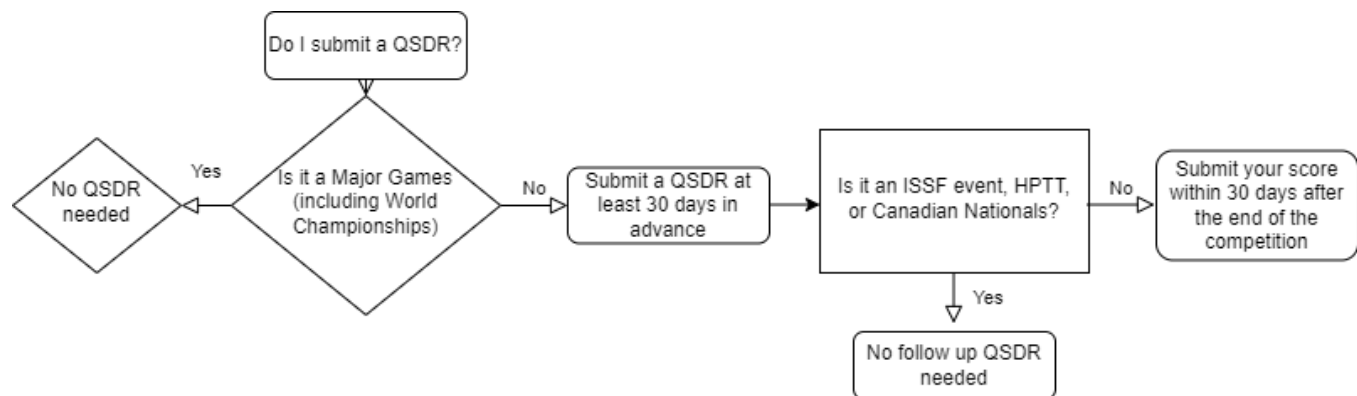 Do I submit a QSDR?
No QSDR
needed
Yes
Is it a Major Games
(including World
Championships)
No
Submit a QSDR at
least 30 days in
advance
Is it an ISSF event, HPTT,
or Canadian Nationals?
No
Submit your score
within 30 days after
the end of the
competition
Yes
No follow up QSDR
needed